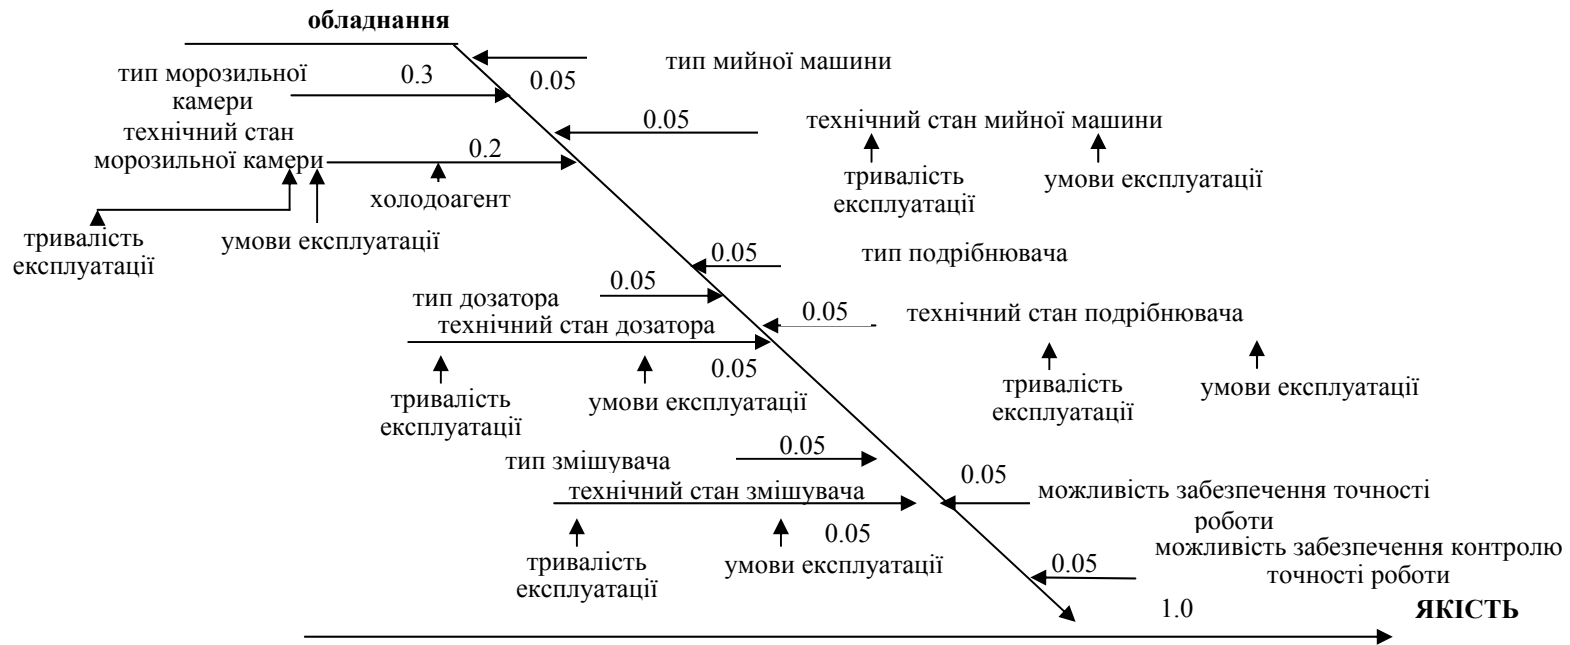 обладнання
тип мийної машини
тип морозильної
камери
0.3
0.05
0.05
технічний стан мийної машини
технічний стан
морозильної камери
0.2
холодоагент
тривалість
експлуатації
умови експлуатації
тривалість
експлуатації
умови експлуатації
0.05
тип подрібнювача
0.05
тип дозатора
0.05
технічний стан подрібнювача
технічний стан дозатора
0.05
тривалість
експлуатації
умови експлуатації
тривалість
експлуатації
умови експлуатації
0.05
тип змішувача
0.05
технічний стан змішувача
можливість забезпечення точності
роботи
0.05
тривалість
експлуатації
умови експлуатації
0.05
можливість забезпечення контролю
точності роботи
1.0
ЯКІСТЬ